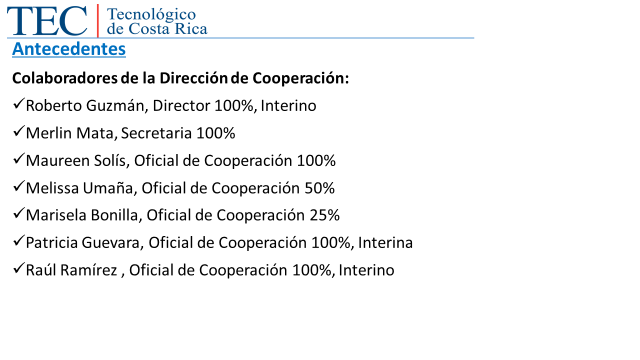 TEC
Tecnológico
de Costa Rica
Antecedentes
Colaboradores de la Dirección de Cooperación:
✓Roberto Guzmán, Director 100%, Interino
✓Merlin Mata, Secretaria 100%
✓Maureen Solís, Oficial de Cooperación 100%
✓Melissa Umaña, Oficial de Cooperación 50%
✓Marisela Bonilla, Oficial de Cooperación 25%
✓Patricia Guevara, Oficial de Cooperación 100%, Interina
✓Raúl Ramírez , Oficial de Cooperación 100%, Interino